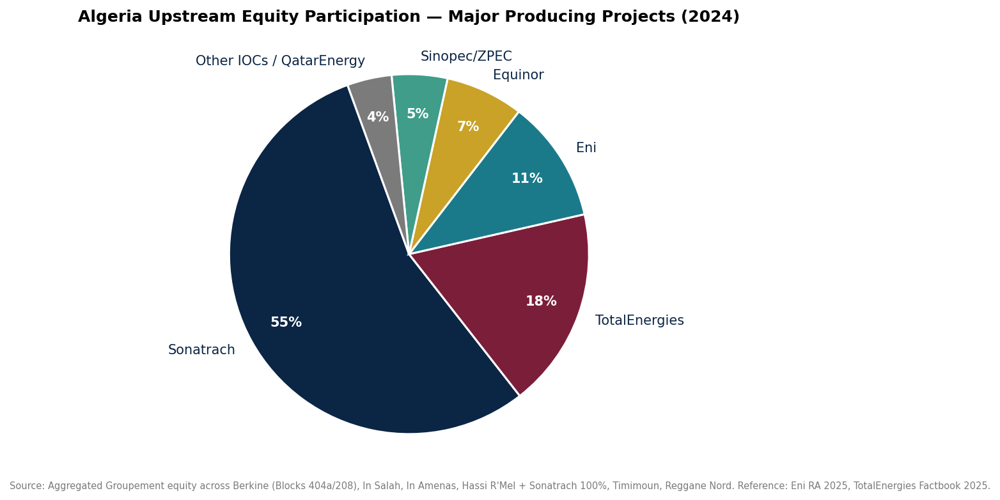 Algeria Upstream Equity Participation — Major Producing Projects (2024)
Sinopec/ZPEC
Other IOCs / QatarEnergy
Equinor
4%
5%
7%
Eni
11%
18%
TotalEnergies
55%
Sonatrach
Source: Aggregated Groupement equity across Berkine (Blocks 404a/208), In Salah, In Amenas, Hassi R'Mel + Sonatrach 100%, Timimoun, Reggane Nord. Reference: Eni RA 2025, TotalEnergies Factbook 2025.